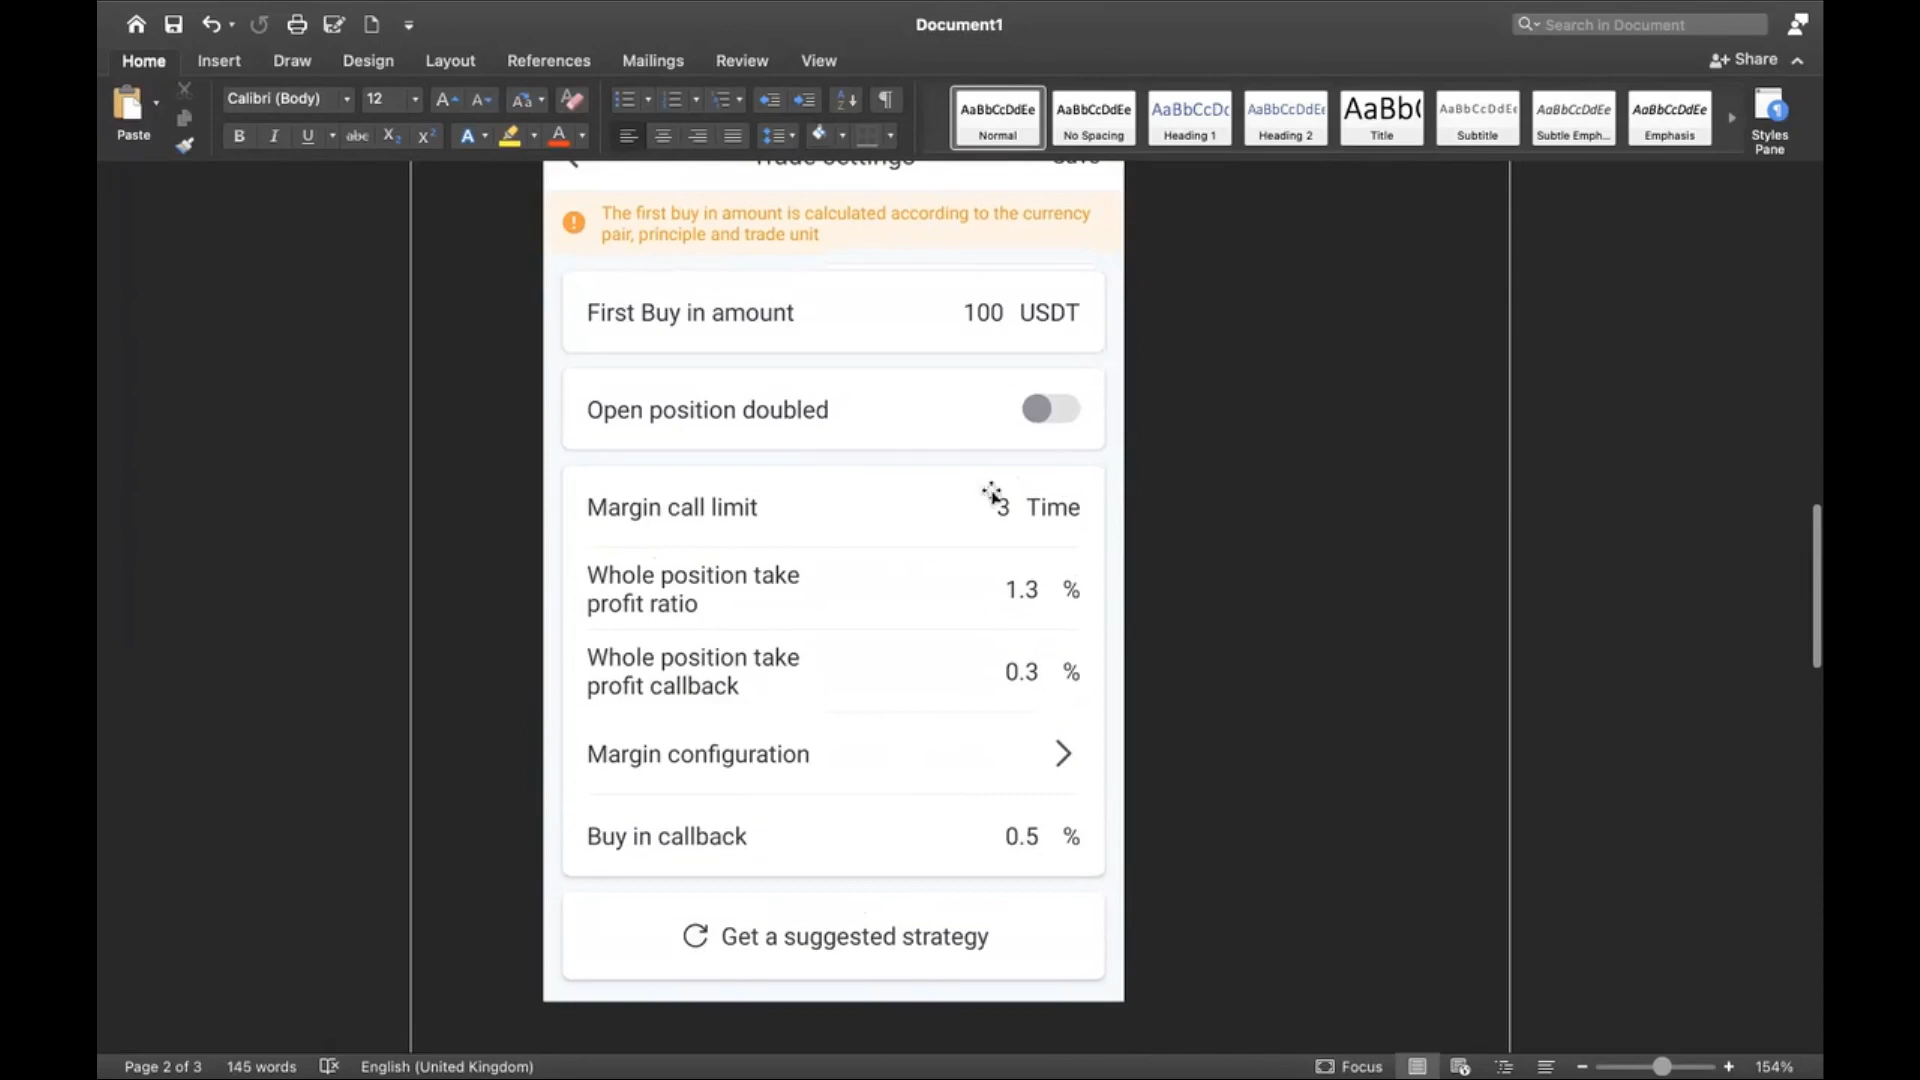 Document1
Search in Document
Home Insert Draw Design Layout References Mailings Review View
Share
Paste
Calibri (Body) 12
AaBbCcDdEe Normal
AaBbCcDdEe No Spacing
AaBbCcDc Heading 1
AaBbCcDdEe Heading 2
AaBb( Title
AaBbCcDdEe Subtitle
AaBbCcDdEe Subtle Emph...
AaBbCcDdEe Emphasis
Styles Pane
Trade settings Save
The first buy in amount is calculated according to the currency
pair, principle and trade unit
First Buy in amount 100 USDT
Open position doubled
Margin call limit 3 Time
Whole position take
profit ratio 1.3 %
Whole position take
profit callback 0.3 %
Margin configuration
Buy in callback 0.5 %
Get a suggested strategy
Page 2 of 3 145 words English (United Kingdom) Focus 154%